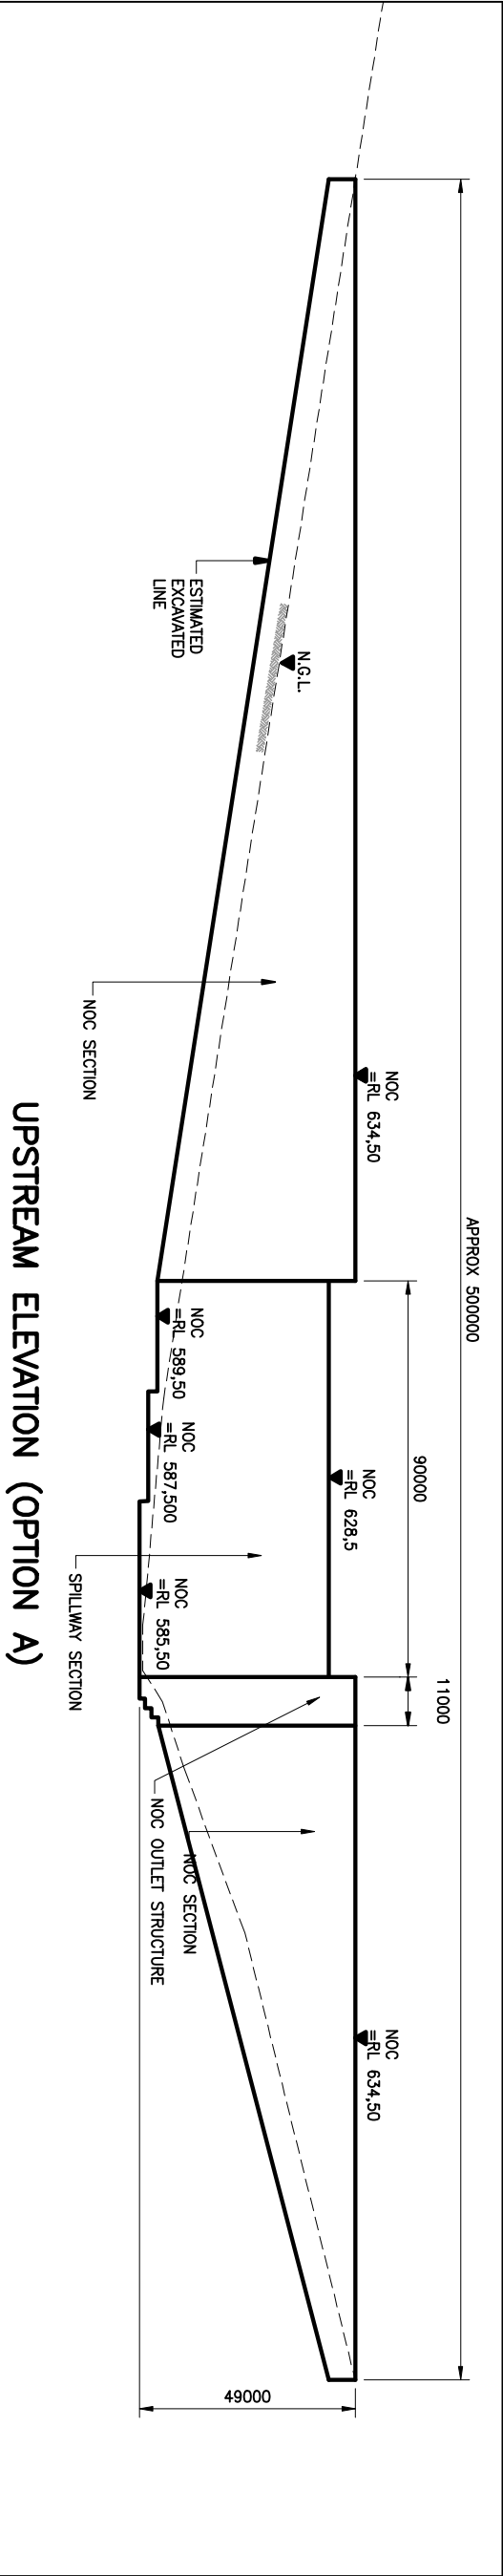 APPROX 500000
90000
11000
NOC
=RL 634,50
NOC
=RL 628,5
NOC
=RL 634,50
N.G.L.
ESTIMATED
EXCAVATED
LINE
NOC SECTION
NOC
=RL 589,50
NOC
=RL 587,500
NOC
=RL 585,50
SPILLWAY SECTION
NOC SECTION
NOC OUTLET STRUCTURE
49000
UPSTREAM ELEVATION (OPTION A)